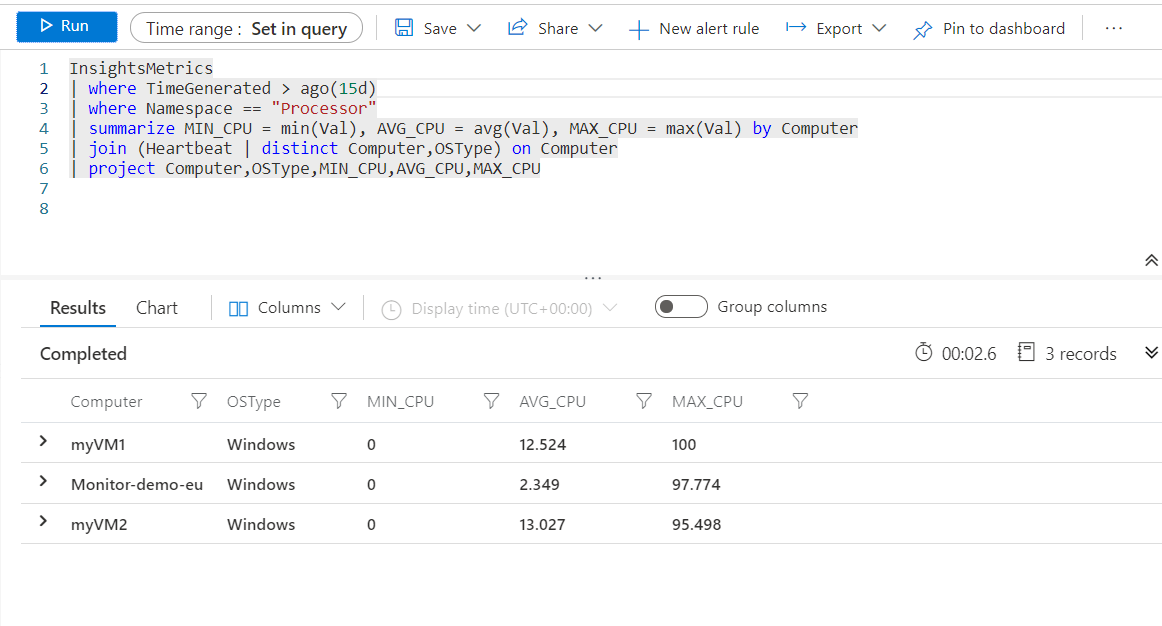 Run Time range : Set in query Save Share New alert rule Export Pin to dashboard ...
1 InsightsMetrics
2 | where TimeGenerated > ago(15d)
3 | where Namespace == "Processor"
4 | summarize MIN_CPU = min(Val), AVG_CPU = avg(Val), MAX_CPU = max(Val) by Computer
5 | join (Heartbeat | distinct Computer,OSType) on Computer
6 | project Computer,OSType,MIN_CPU,AVG_CPU,MAX_CPU
7
8
Results Chart Columns Display time (UTC+00:00) Group columns
Completed 00:02.6 3 records
Computer OSType MIN_CPU AVG_CPU MAX_CPU
myVM1 Windows 0 12.524 100
Monitor-demo-eu Windows 0 2.349 97.774
myVM2 Windows 0 13.027 95.498